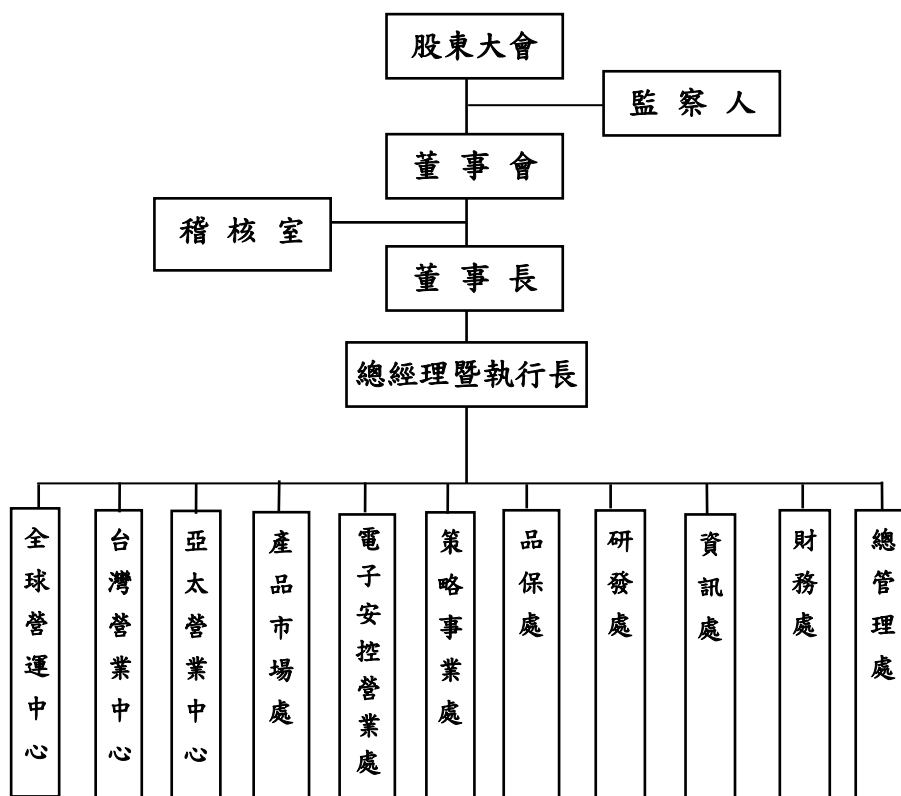 股東大會
監察人
董事會
稽核室
董事長
總經理暨執行長
全球營運中心
台灣營業中心
亞太營業中心
產品市場處
電子安控營業處
策略事業處
品保處
研發處
資訊處
財務處
總管理處